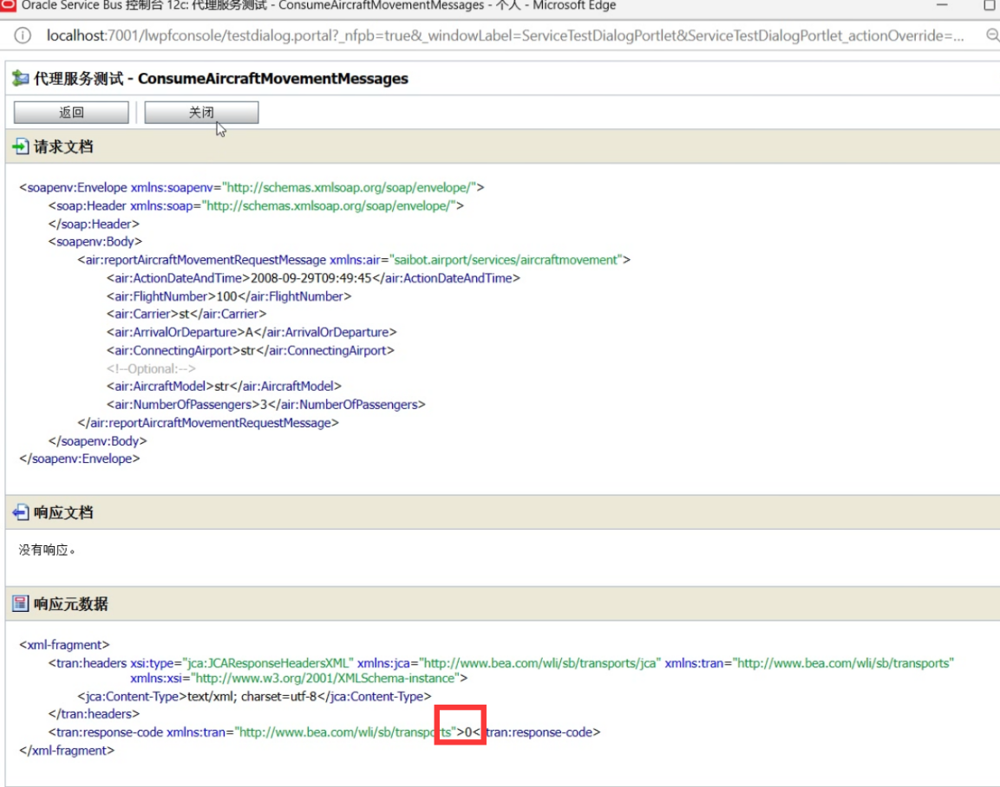 Oracle Service Bus 控制台 12c: 代理服务测试 - ConsumeAircraftMovementMessages - 个人 - Microsoft Edge
localhost:7001/lwpfconsole/testdialog.portal?_nfpb=true&_windowLabel=ServiceTestDialogPortlet&ServiceTestDialogPortlet_actionOverride=...
代理服务测试 - ConsumeAircraftMovementMessages
返回 关闭
请求文档
<soapenv:Envelope xmlns:soapenv="http://schemas.xmlsoap.org/soap/envelope/">
<soap:Header xmlns:soap="http://schemas.xmlsoap.org/soap/envelope/">
</soap:Header>
<soapenv:Body>
<air:reportAircraftMovementRequestMessage xmlns:air="saibot.airport/services/aircraftmovement">
<air:ActionDateAndTime>2008-09-29T09:49:45</air:ActionDateAndTime>
<air:FlightNumber>100</air:FlightNumber>
<air:Carrier>st</air:Carrier>
<air:ArrivalOrDeparture>A</air:ArrivalOrDeparture>
<air:ConnectingAirport>str</air:ConnectingAirport>
<!--Optional:-->
<air:AircraftModel>str</air:AircraftModel>
<air:NumberOfPassengers>3</air:NumberOfPassengers>
</air:reportAircraftMovementRequestMessage>
</soapenv:Body>
</soapenv:Envelope>
响应文档
没有响应。
响应元数据
<xml-fragment>
<tran:headers xsi:type="jca:JCAResponseHeadersXML" xmlns:jca="http://www.bea.com/wli/sb/transports/jca" xmlns:tran="http://www.bea.com/wli/sb/transports"
xmlns:xsi="http://www.w3.org/2001/XMLSchema-instance">
<jca:Content-Type>text/xml; charset=utf-8</jca:Content-Type>
</tran:headers>
<tran:response-code xmlns:tran="http://www.bea.com/wli/sb/transports">0</tran:response-code>
</xml-fragment>